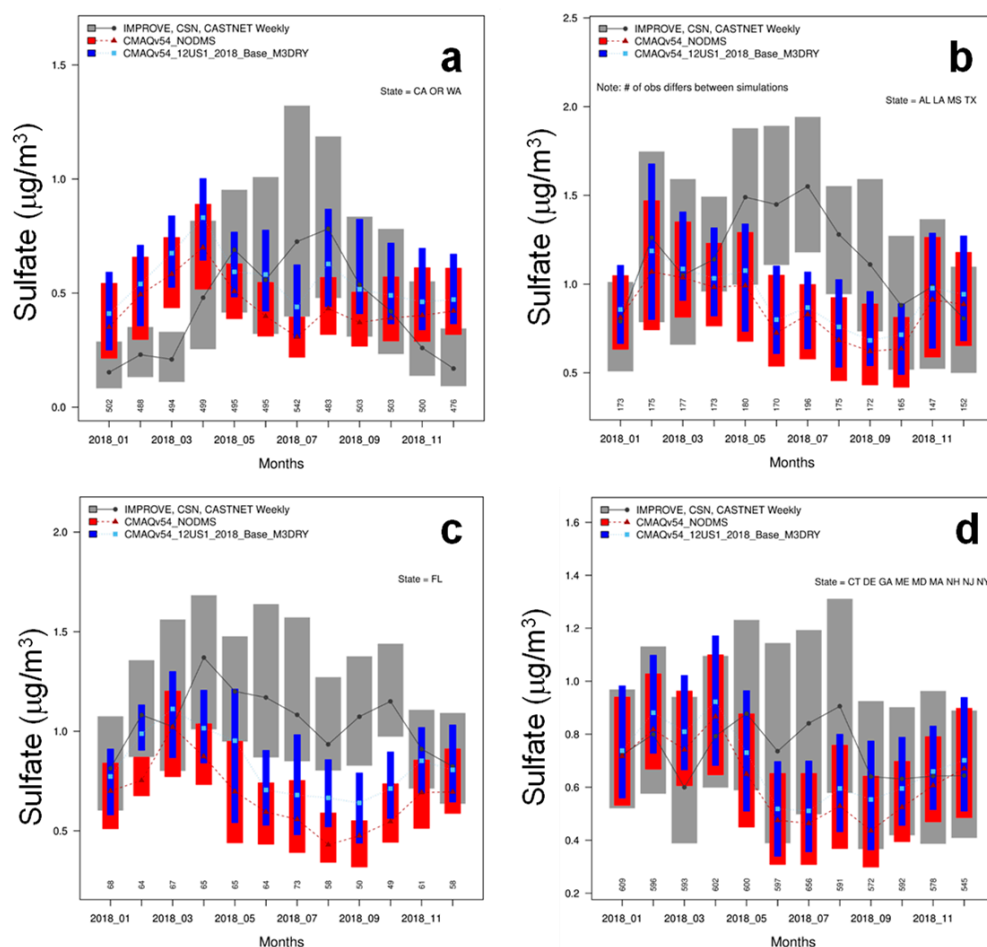 a
IMPROVE, CSN, CASTNET Weekly
CMAQv54_NODMS
CMAQv54_12US1_2018_Base_M3DRY
State = CA OR WA
Sulfate (µg/m³)
1.5
1.0
0.5
0.0
502 488 494 499 495 495 542 483 503 503 500 476
2018_01 2018_03 2018_05 2018_07 2018_09 2018_11
Months
b
IMPROVE, CSN, CASTNET Weekly
CMAQv54_NODMS
CMAQv54_12US1_2018_Base_M3DRY
Note: # of obs differs between simulations
State = AL LA MS TX
Sulfate (µg/m³)
2.5
2.0
1.5
1.0
0.5
173 175 177 173 180 170 196 175 172 165 147 152
2018_01 2018_03 2018_05 2018_07 2018_09 2018_11
Months
c
IMPROVE, CSN, CASTNET Weekly
CMAQv54_NODMS
CMAQv54_12US1_2018_Base_M3DRY
State = FL
Sulfate (µg/m³)
2.0
1.5
1.0
0.5
68 64 67 65 65 64 73 58 50 49 61 58
2018_01 2018_03 2018_05 2018_07 2018_09 2018_11
Months
d
IMPROVE, CSN, CASTNET Weekly
CMAQv54_NODMS
CMAQv54_12US1_2018_Base_M3DRY
State = CT DE GA ME MD MA NH NJ NY
Sulfate (µg/m³)
1.6
1.4
1.2
1.0
0.8
0.6
0.4
0.2
609 596 593 602 600 597 656 591 572 592 578 545
2018_01 2018_03 2018_05 2018_07 2018_09 2018_11
Months